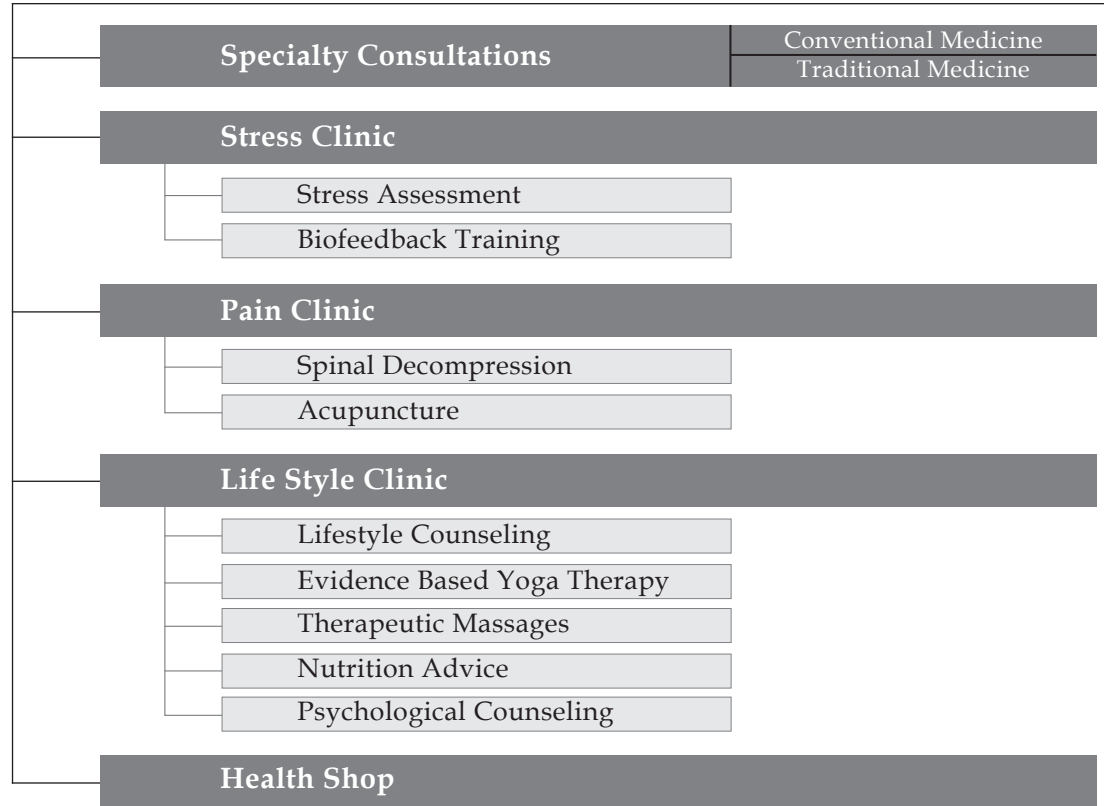 Specialty Consultations
Conventional Medicine
Traditional Medicine
Stress Clinic
Stress Assessment
Biofeedback Training
Pain Clinic
Spinal Decompression
Acupuncture
Life Style Clinic
Lifestyle Counseling
Evidence Based Yoga Therapy
Therapeutic Massages
Nutrition Advice
Psychological Counseling
Health Shop